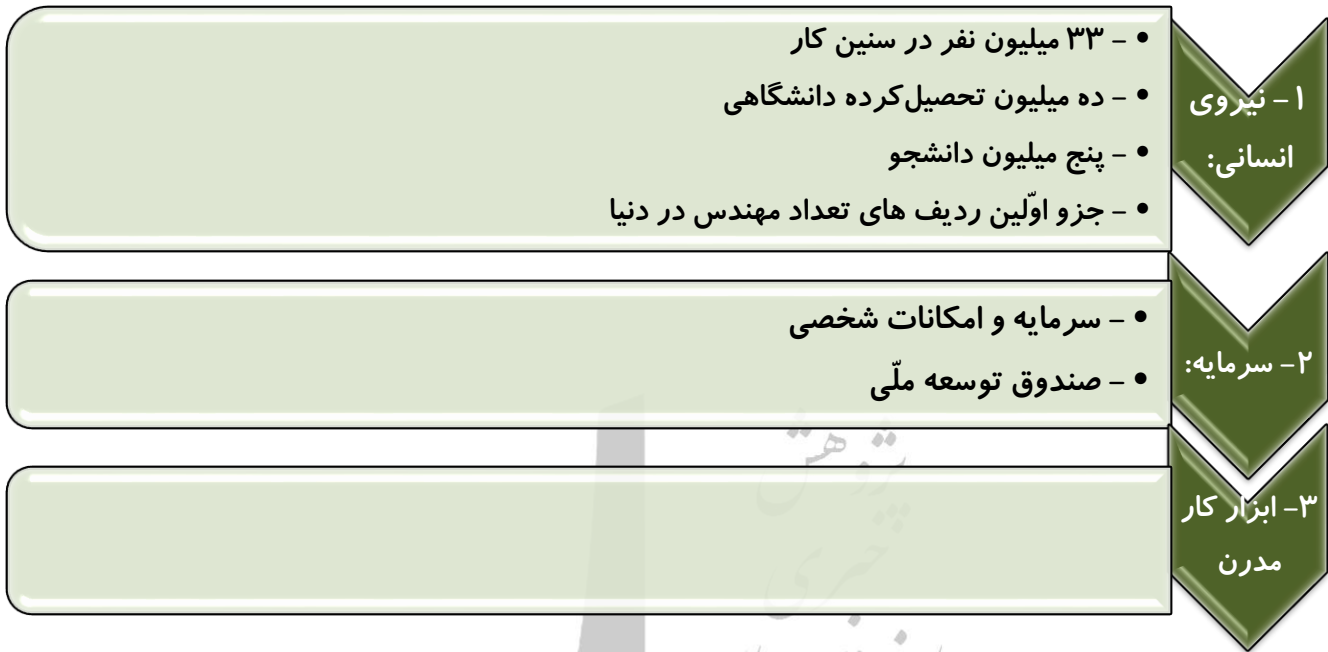 ۱- نیروی
انسانی:
• - ۳۳ میلیون نفر در سنین کار
• - ده میلیون تحصیل‌کرده دانشگاهی
• - پنج میلیون دانشجو
• - جزو اوّلین ردیف های تعداد مهندس در دنیا
۲- سرمایه:
• - سرمایه و امکانات شخصی
• - صندوق توسعه ملّی
۳- ابزار کار
مدرن
پژوهش
خبری